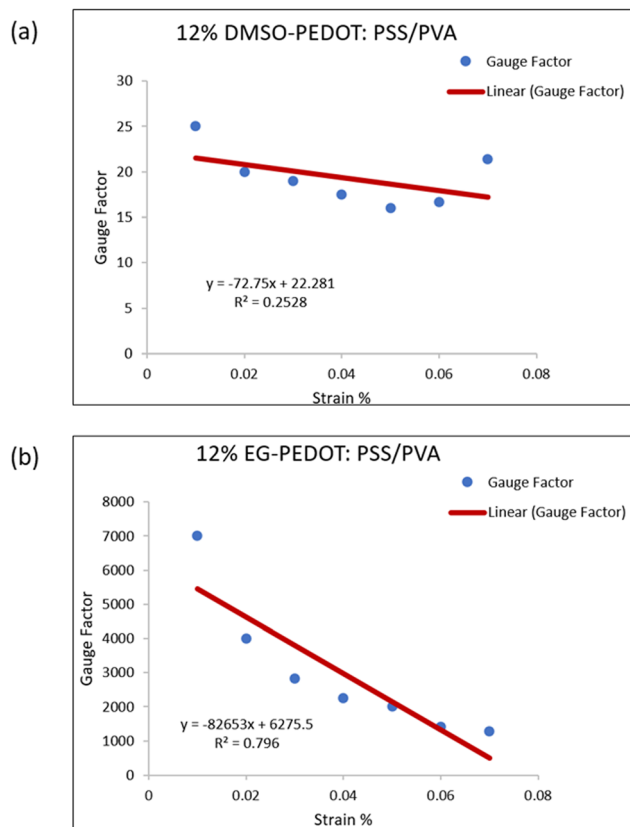 (a)
12% DMSO-PEDOT: PSS/PVA
Gauge Factor
Linear (Gauge Factor)
30
25
20
15
10
5
0
Gauge Factor
y = -72.75x + 22.281
R² = 0.2528
0 0.02 0.04 0.06 0.08
Strain %
(b)
12% EG-PEDOT: PSS/PVA
Gauge Factor
Linear (Gauge Factor)
8000
7000
6000
5000
4000
3000
2000
1000
0
Gauge Factor
y = -82653x + 6275.5
R² = 0.796
0 0.02 0.04 0.06 0.08
Strain %